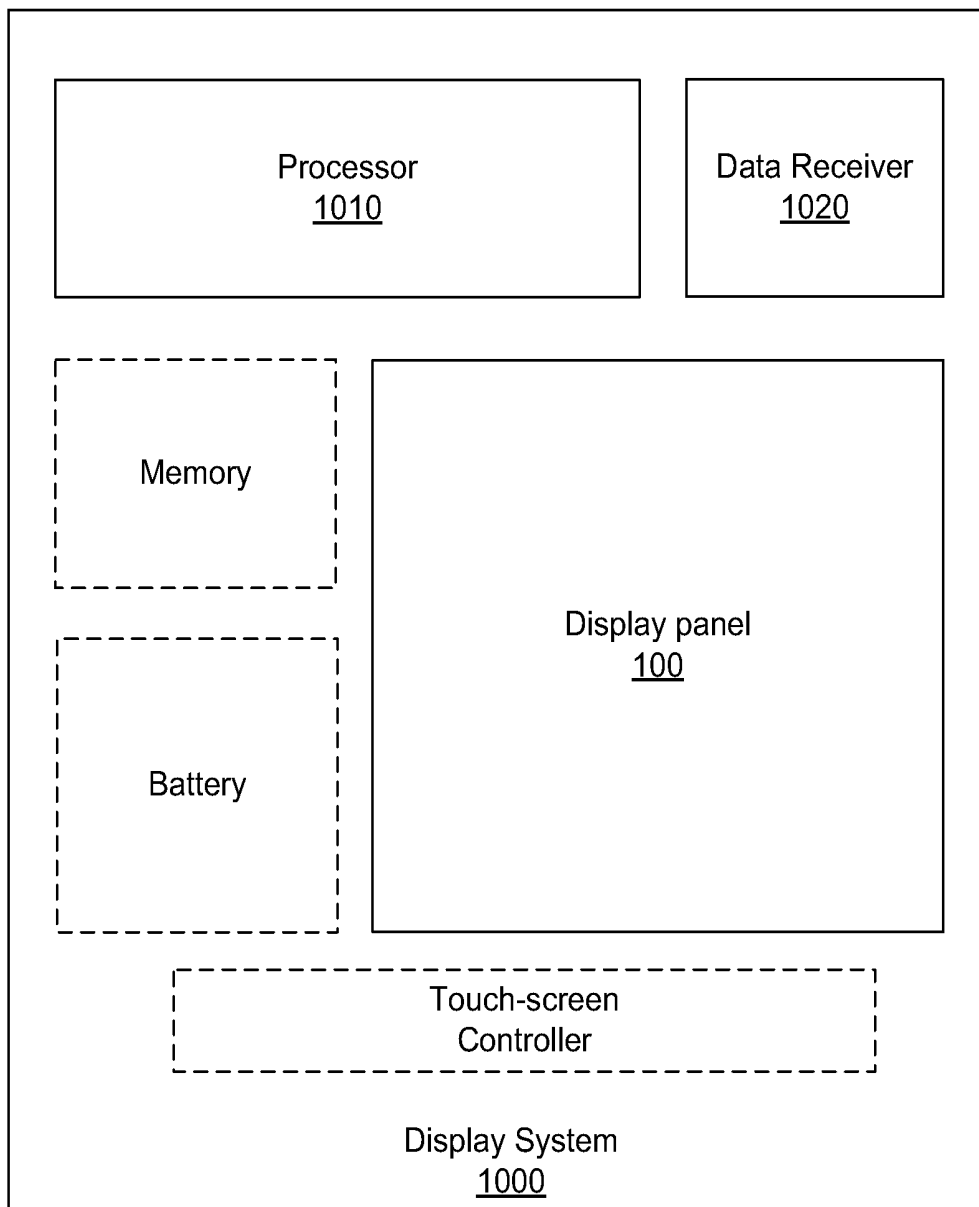 Processor
1010
Data Receiver
1020
Memory
Display panel
100
Battery
Touch-screen
Controller
Display System
1000